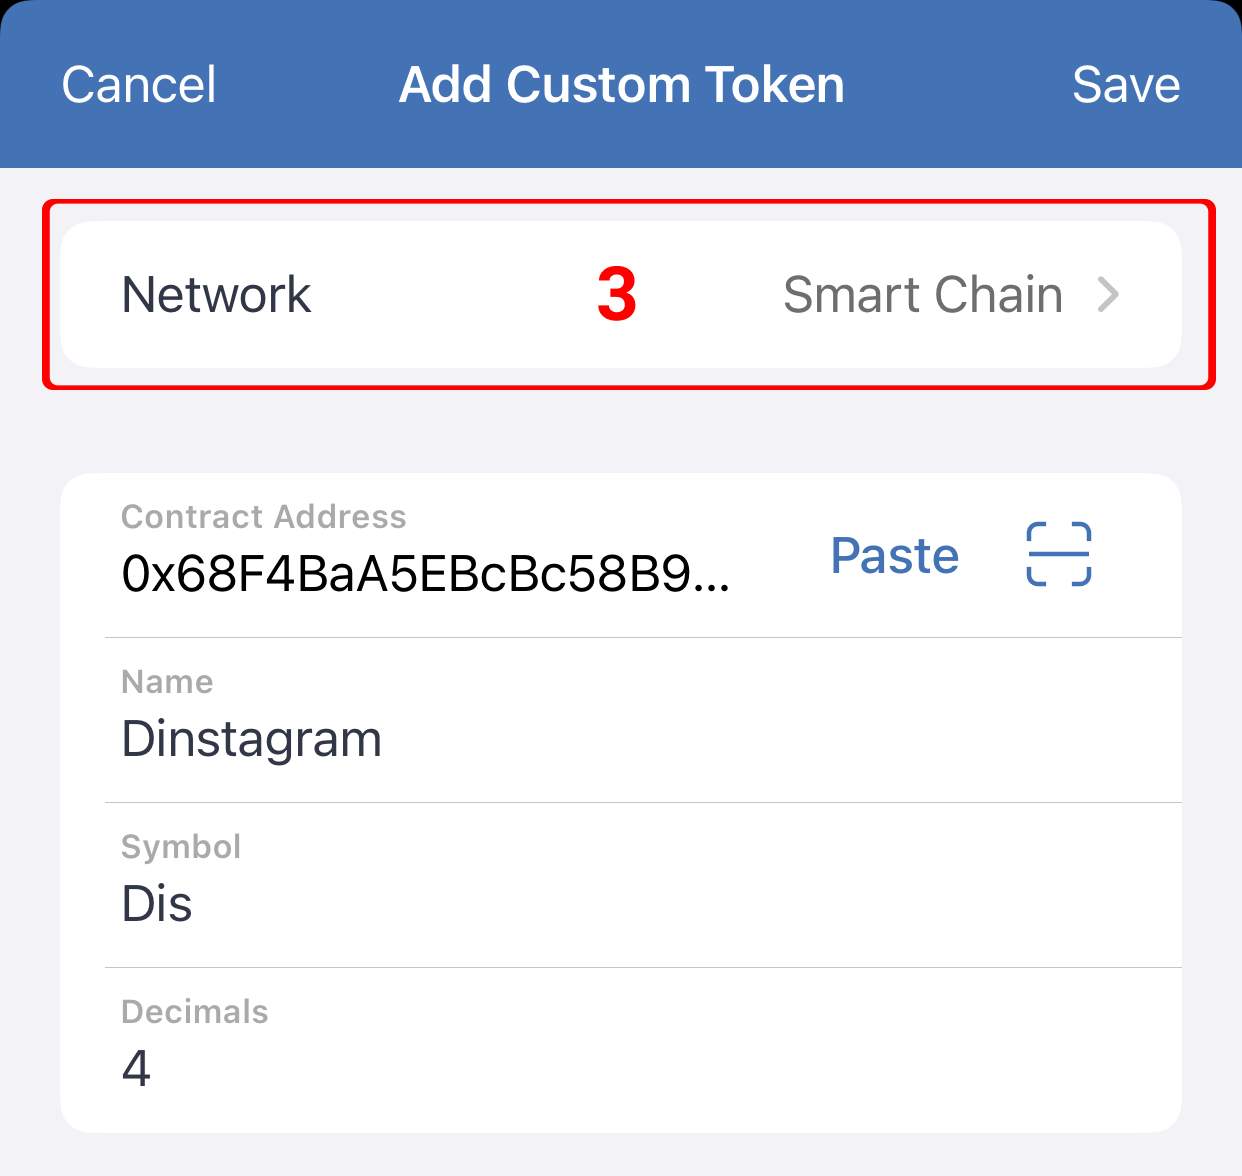 Cancel Add Custom Token Save
Network 3 Smart Chain
Contract Address
0x68F4BaA5EBcBc58B9... Paste
Name
Dinstagram
Symbol
Dis
Decimals
4